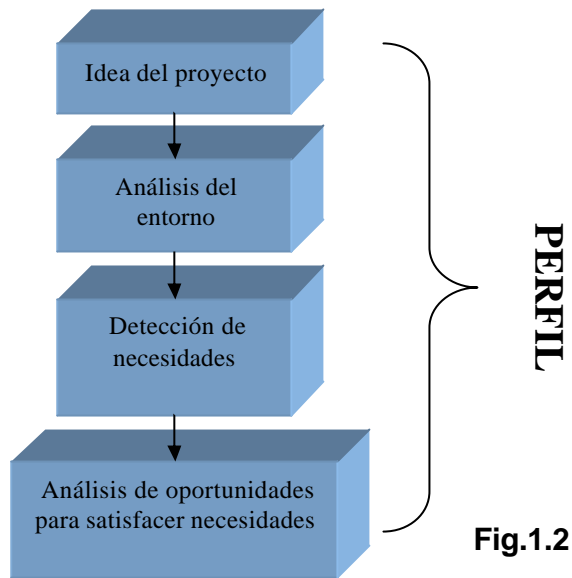 Idea del proyecto
Análisis del
entorno
Detección de
necesidades
Análisis de oportunidades
para satisfacer necesidades
PERFIL
Fig.1.2